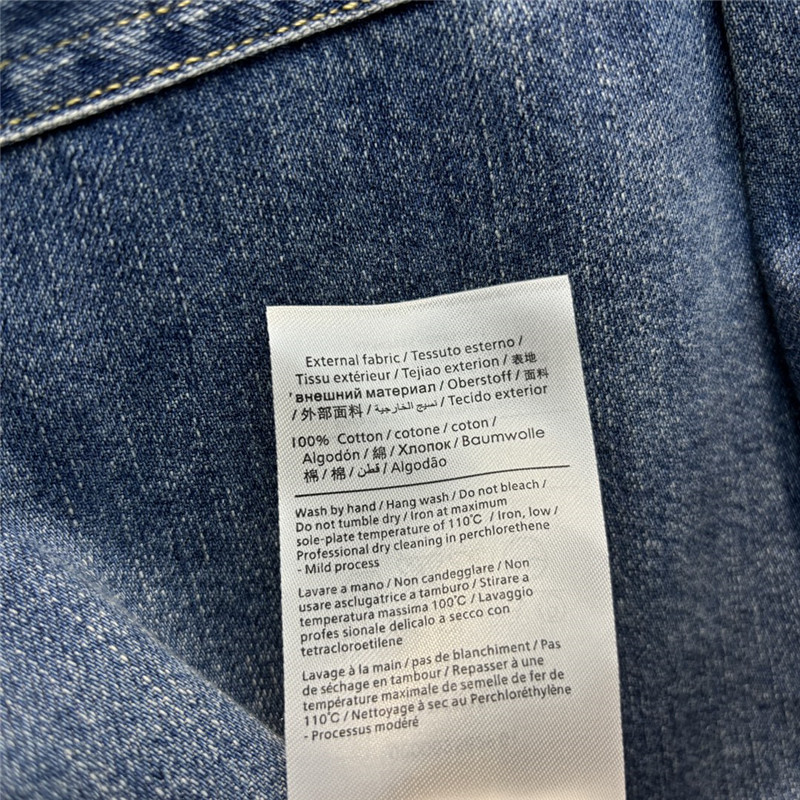 External fabric / Tessuto esterno /
Tissu extérieur / Tejiao exterion / 表地
'внешний материал / Oberstoff / 面料
/ 外部面料 / نسيج الخارجية / Tecido exterior
100% Cotton / cotone / coton /
Algodón / 綿 / Хлопок / Baumwolle
棉 / 棉 / قطن / Algodão
Wash by hand / Hang wash / Do not bleach /
Do not tumble dry / Iron at maximum
sole-plate temperature of 110℃ / Iron, low /
Professional dry cleaning in perchlorethene
- Mild process
Lavare a mano / Non candegglare / Non
usare asclugatrice a tamburo / Stirare a
temperatura massima 100℃ / Lavaggio
profes sionale delicalo a secco con
tetracloroetilene
Lavage à la main / pas de blanchiment / Pas
de séchage en tambour / Repasser à une
température maximale de semelle de fer de
110℃ / Nettoyage à sec au Perchloréthylène
- Processus modéré